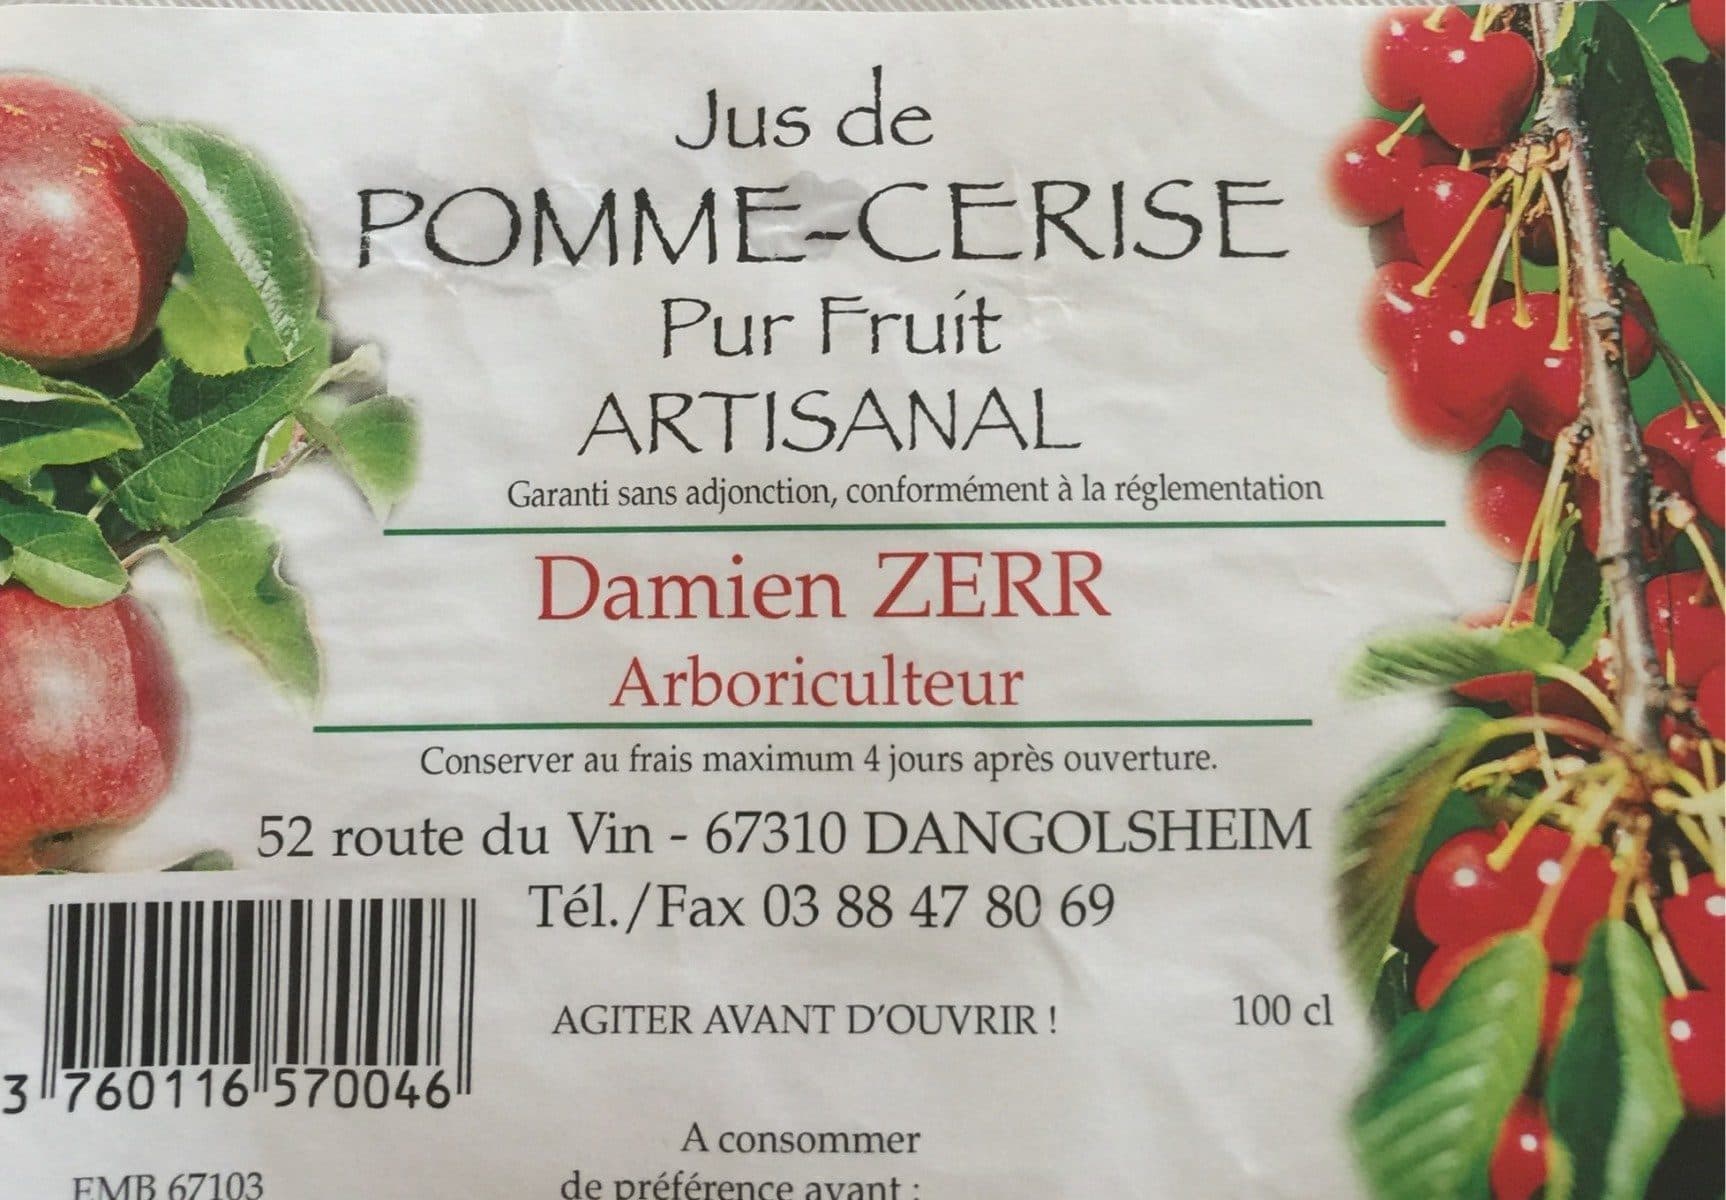 Jus de
POMME-CERISE
Pur Fruit
ARTISANAL
Garanti sans adjonction, conformément à la réglementation
Damien ZERR
Arboriculteur
Conserver au frais maximum 4 jours après ouverture.
52 route du Vin - 67310 DANGOLSHEIM
Tél./Fax 03 88 47 80 69
AGITER AVANT D'OUVRIR !
100 cl
3 760116 570046
A consommer
de préférence avant :
EMB 67103